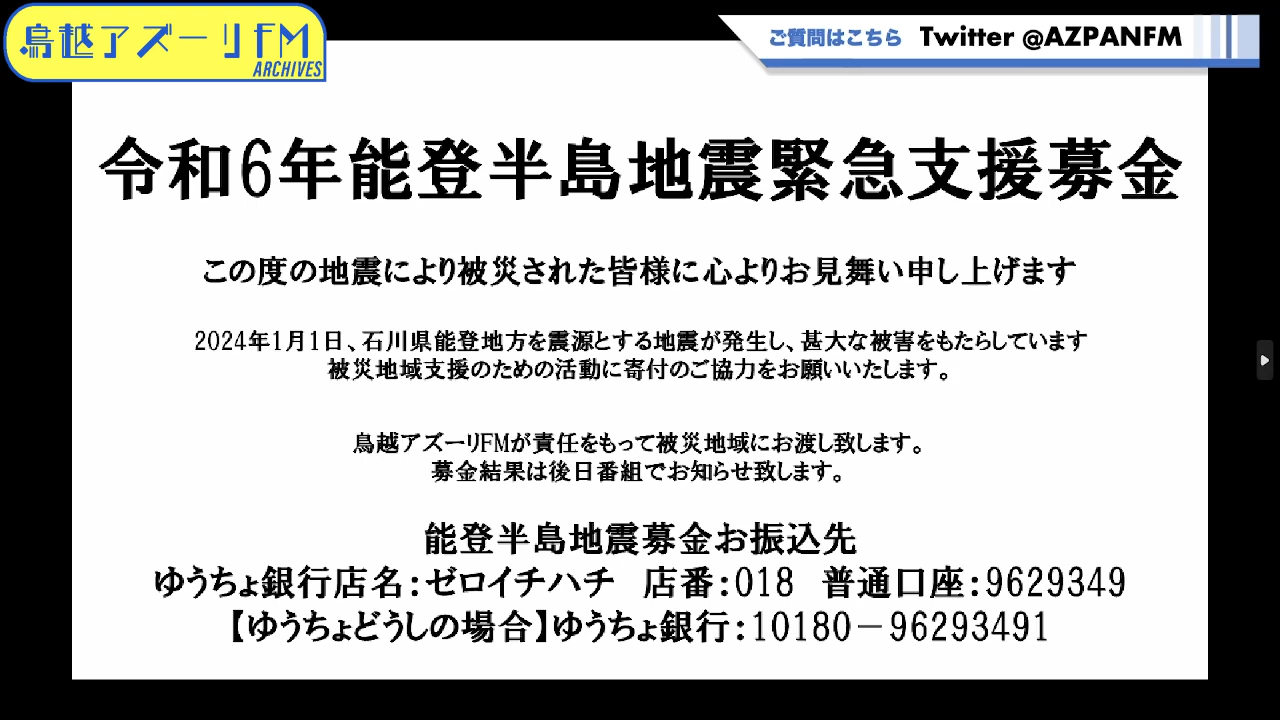 鳥越アズーリFM
ARCHIVES
ご質問はこちら Twitter @AZPANFM
令和6年能登半島地震緊急支援募金
この度の地震により被災された皆様に心よりお見舞い申し上げます
2024年1月1日、石川県能登地方を震源とする地震が発生し、甚大な被害をもたらしています
被災地域支援のための活動に寄付のご協力をお願いいたします。
鳥越アズーリFMが責任をもって被災地域にお渡し致します。
募金結果は後日番組でお知らせ致します。
能登半島地震募金お振込先
ゆうちょ銀行店名：ゼロイチハチ 店番：018 普通口座：9629349
【ゆうちょどうしの場合】ゆうちょ銀行：10180－96293491